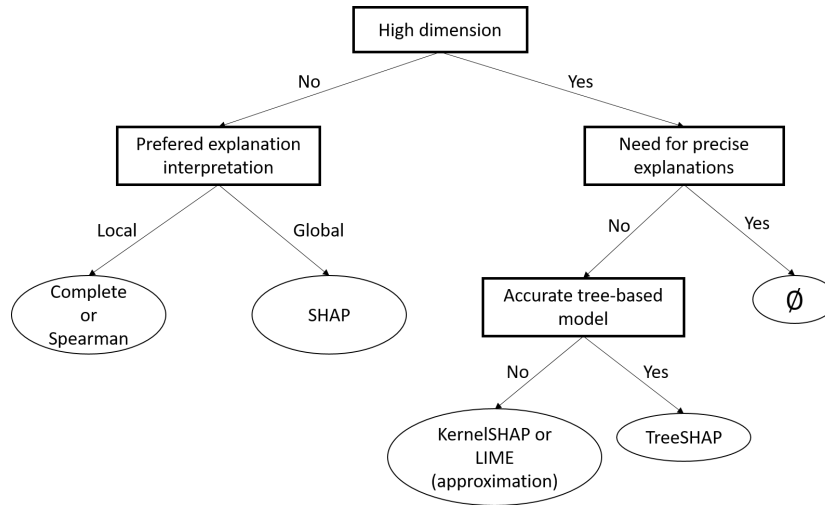 High dimension
No
Yes
Prefered explanation
interpretation
Need for precise
explanations
Local
Global
No
Yes
Complete
or
Spearman
SHAP
Accurate tree-based
model
Ø
No
Yes
KernelSHAP or
LIME
(approximation)
TreeSHAP